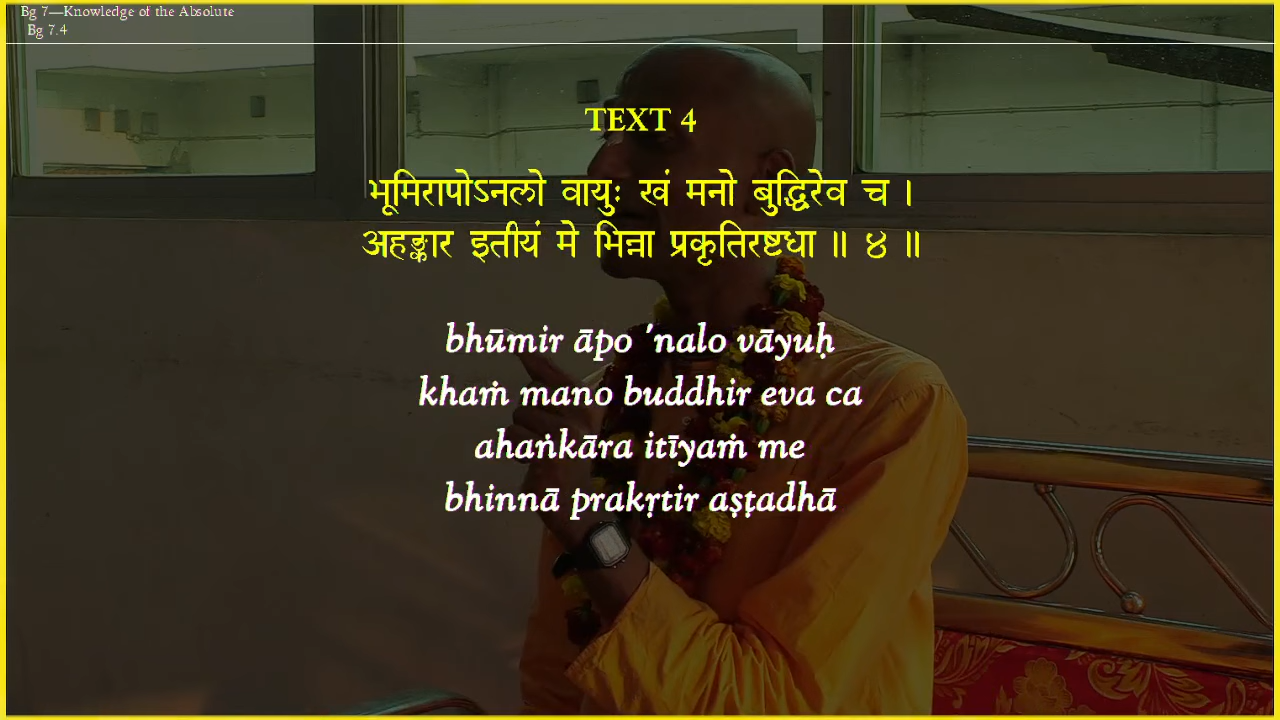 Bg 7—Knowledge of the Absolute
Bg 7.4
TEXT 4
भूमिरापोऽनलो वायुः खं मनो बुद्धिरेव च ।
अहङ्कार इतीयं मे भिन्ना प्रकृतिरष्टधा ॥ ४ ॥
bhūmir āpo 'nalo vāyuḥ
khaṁ mano buddhir eva ca
ahaṅkāra itīyaṁ me
bhinnā prakṛtir aṣṭadhā